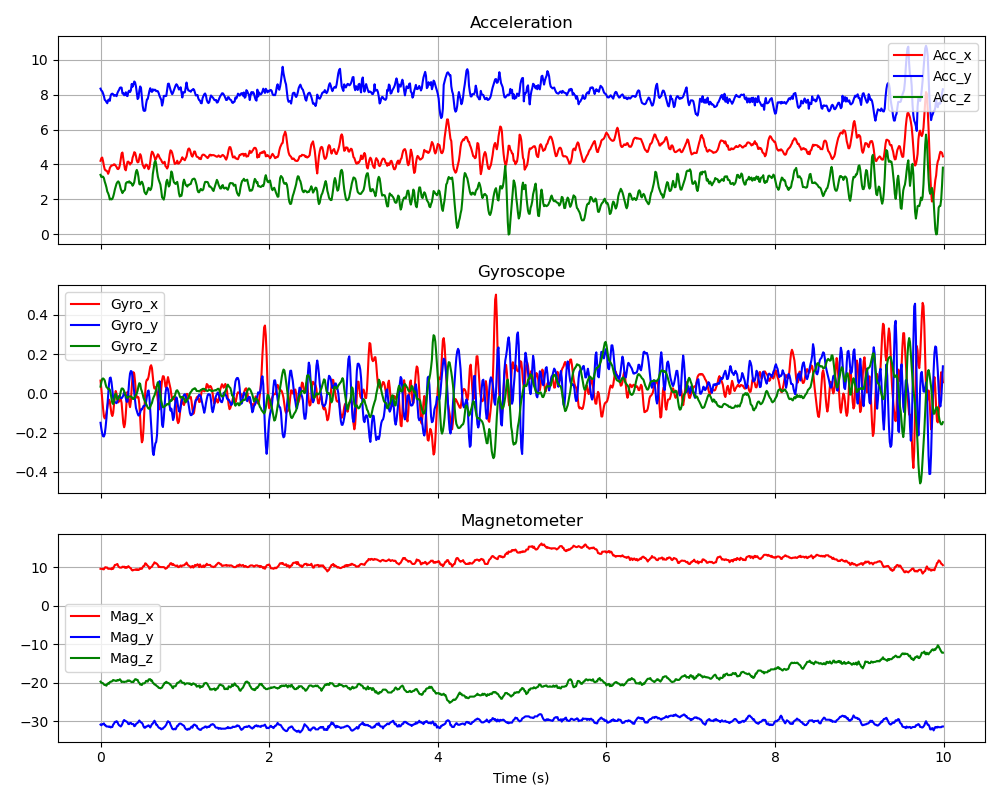 Acceleration
10
8
6
4
2
0
Acc_x
Acc_y
Acc_z
Gyroscope
0.4
0.2
0.0
−0.2
−0.4
Gyro_x
Gyro_y
Gyro_z
Magnetometer
10
0
−10
−20
−30
Mag_x
Mag_y
Mag_z
0 2 4 6 8 10
Time (s)